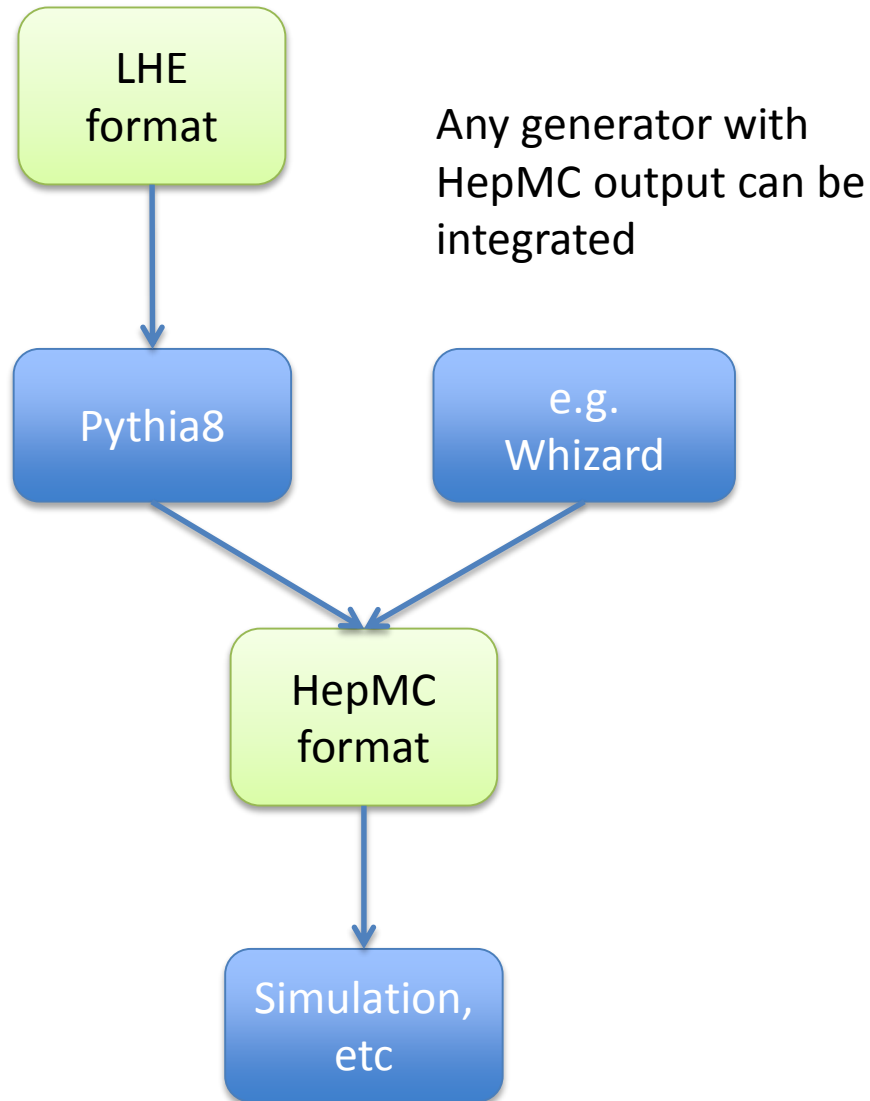 LHE
format
Any generator with
HepMC output can be
integrated
Pythia8
e.g.
Whizard
HepMC
format
Simulation,
etc